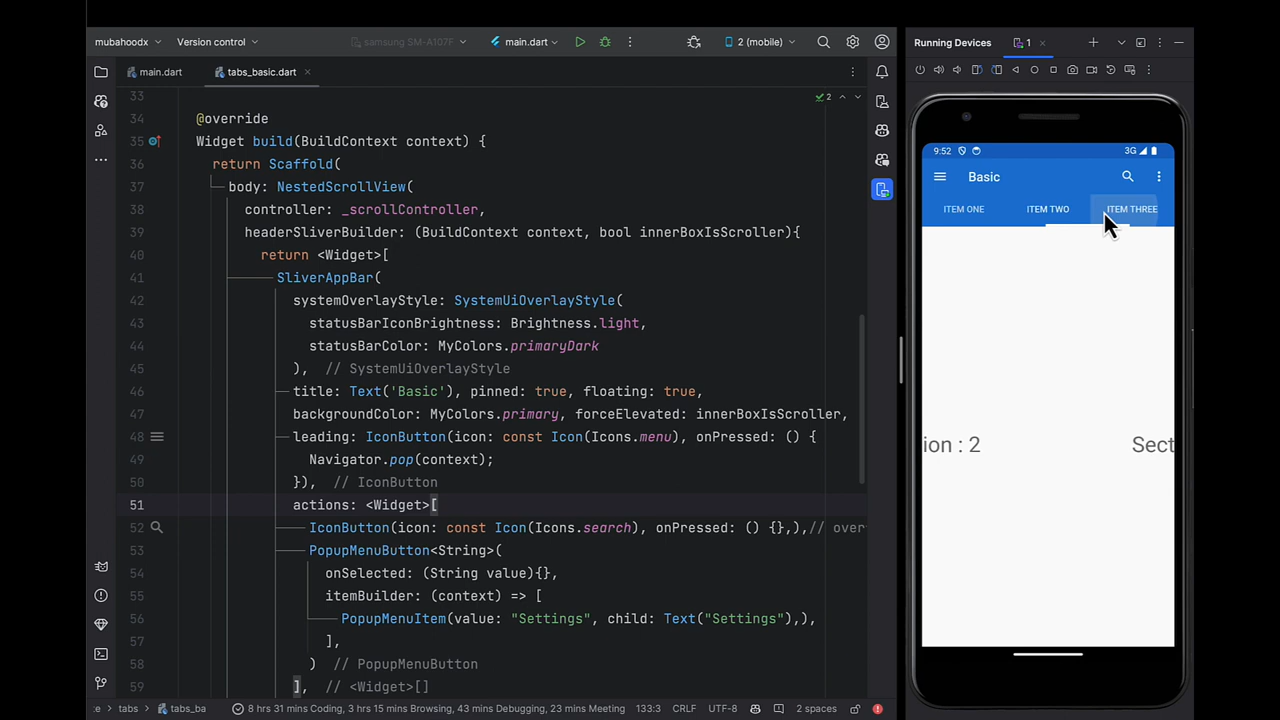 mubahoodx Version control samsung SM-A107F main.dart 2 (mobile) Running Devices 1
main.dart tabs_basic.dart
2
33
34 @override
35 Widget build(BuildContext context) {
36 return Scaffold(
37 body: NestedScrollView(
38 controller: _scrollController,
39 headerSliverBuilder: (BuildContext context, bool innerBoxIsScroller){
40 return <Widget>[
41 SliverAppBar(
42 systemOverlayStyle: SystemUiOverlayStyle(
43 statusBarIconBrightness: Brightness.light,
44 statusBarColor: MyColors.primaryDark
45 ), // SystemUiOverlayStyle
46 title: Text('Basic'), pinned: true, floating: true,
47 backgroundColor: MyColors.primary, forceElevated: innerBoxIsScroller,
48 leading: IconButton(icon: const Icon(Icons.menu), onPressed: () {
49 Navigator.pop(context);
50 }), // IconButton
51 actions: <Widget>[
52 IconButton(icon: const Icon(Icons.search), onPressed: () {},),// over
53 PopupMenuButton<String>(
54 onSelected: (String value){},
55 itemBuilder: (context) => [
56 PopupMenuItem(value: "Settings", child: Text("Settings"),),
57 ],
58 ) // PopupMenuButton
59 ], // <Widget>[]
te tabs tabs_ba 8 hrs 31 mins Coding, 3 hrs 15 mins Browsing, 43 mins Debugging, 23 mins Meeting 133:3 CRLF UTF-8 2 spaces
9:52 3G
Basic
ITEM ONE ITEM TWO ITEM THREE
ion : 2 Sect